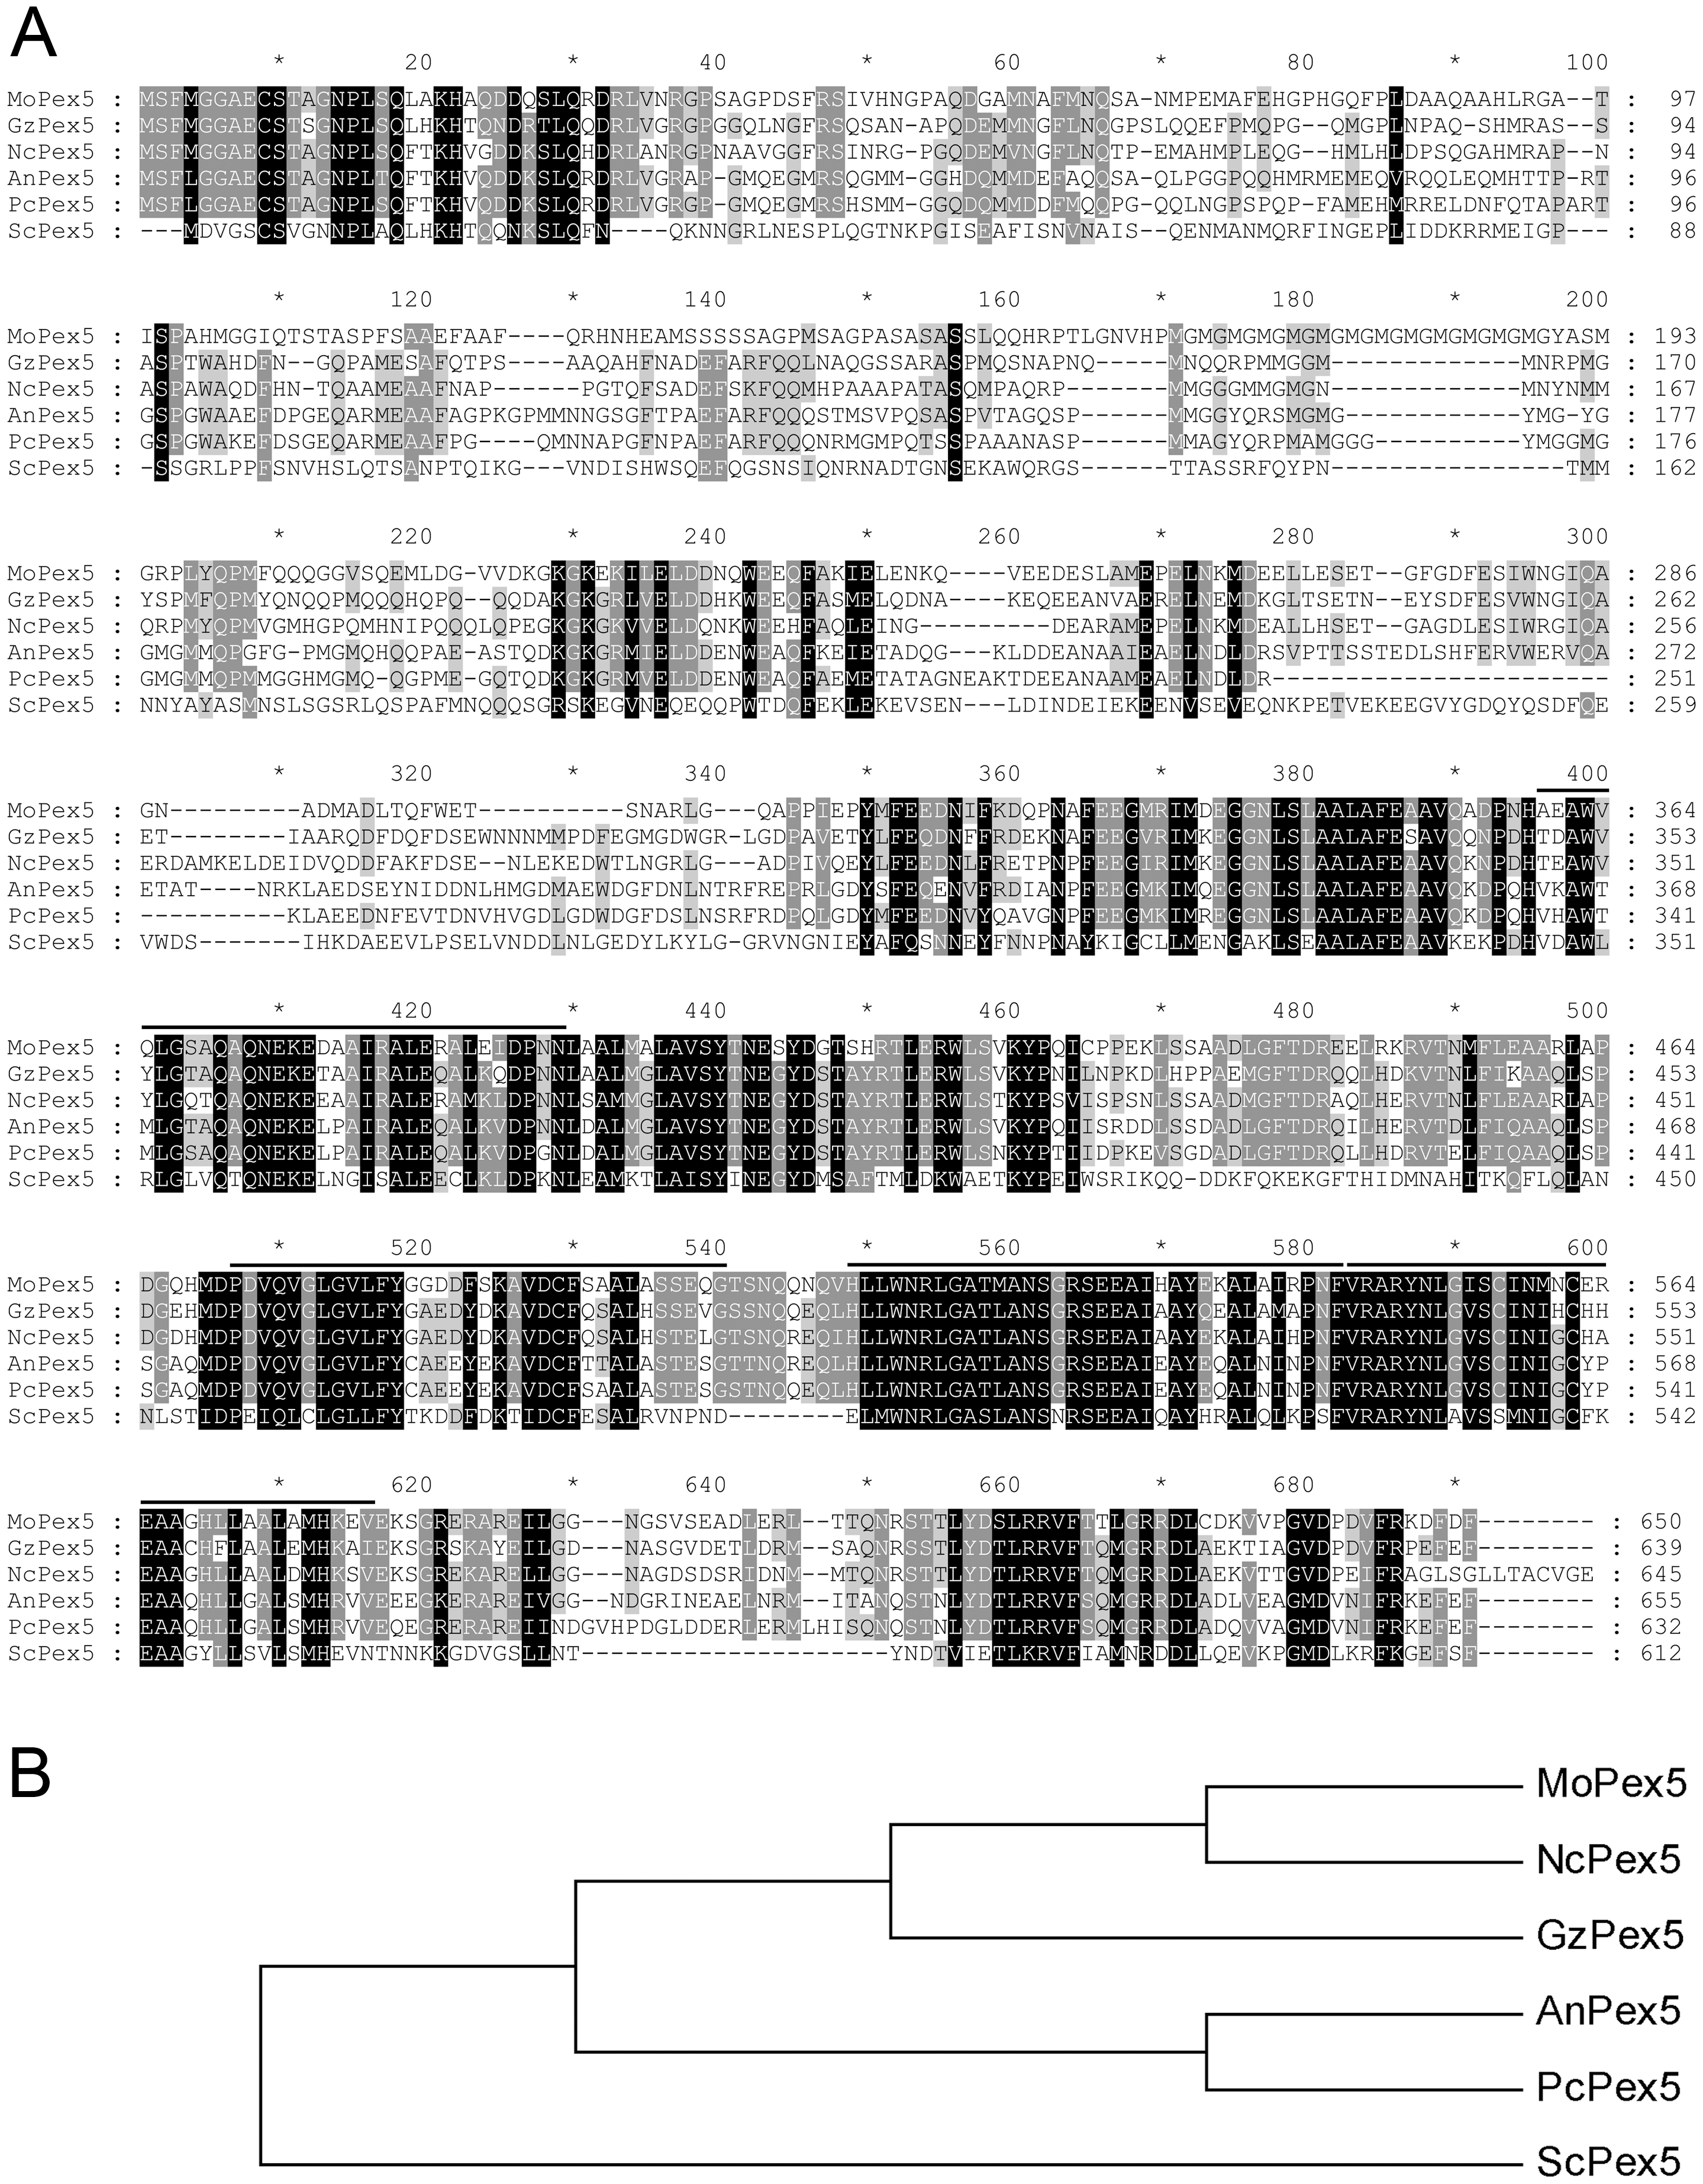 A
* 20 * 40 * 60 * 80 * 100
MoPex5 : MSFMGGAECSTAGNPLSQLAKHAQDDQSLQRDRLVNRGPSAGPDSFRSIVHNGPAQDGAMNAFMNQSA-NMPEMAFEHGPHGQFPLDAAQAAHLRGA--T : 97
GzPex5 : MSFMGGAECSTSGNPLSQLHKHTQNDRTLQQDRLVGRGPGGQLNGFRSQSAN-APQDEMMNGFLNQGPSLQQEFPMQPG--QMGPLNPAQ-SHMRAS--S : 94
NcPex5 : MSFMGGAECSTAGNPLSQFTKHVGDDKSLQHDRLANRGPNAAVGGFRSINRG-PGQDEMVNGFLNQTP-EMAHMPLEQG--HMLHLDPSQGAHMRAP--N : 94
AnPex5 : MSFLGGAECSTAGNPLTQFTKHVQDDKSLQRDRLVGRAP-GMQEGMRSQGMM-GGHDQMMDEFAQQSA-QLPGGPQQHMRMEMEQVRQQLEQMHTTP-RT : 96
PcPex5 : MSFLGGAECSTAGNPLSQFTKHVQDDKSLQRDRLVGRGP-GMQEGMRSHSMM-GGQDQMMDDFMQQPG-QQLNGPSPQP-FAMEHMRRELDNFQTAPART : 96
ScPex5 : ---MDVGSCSVGNNPLAQLHKHTQQNKSLQFN----QKNNGRLNESPLQGTNKPGISEAFISNVNAIS--QENMANMQRFINGEPLIDDKRRMEIGP--- : 88
* 120 * 140 * 160 * 180 * 200
MoPex5 : ISPAHMGGIQTSTASPFSAAEFAAF----QRHNHEAMSSSSSAGPMSAGPASASASSLQQHRPTLGNVHPMGMGMGMGMGMGMGMGMGMGMGMGMGYASM : 193
GzPex5 : ASPTWAHDFN--GQPAMESAFQTPS----AAQAHFNADEFARFQQLNAQGSSARASPMQSNAPNQ-----MNQQRPMMGGM-------------MNRPMG : 170
NcPex5 : ASPAWAQDFHN-TQAAMEAAFNAP------PGTQFSADEFSKFQQMHPAAAPATASQMPAQRP-------MMGGGMMGGN--------------MNYNMM : 167
AnPex5 : GSPGWAAEFDPGEQARMEAAFAGPKGPMMNNGSGFTPAEFARFQQQSTMSVPQSASPVTAGQSP------MMGGYQRSMGMG------------YMG-YG : 177
PcPex5 : GSPGWAKEFDSGEQARMEAAFPG----QMNNAPGFNPAEFARFQQQNRMGMPQTSSPAAANASP------MMAGYQRPMAMGGG----------YMGGMG : 176
ScPex5 : -SSGRLPPFSNVHSLQTSANPTQIKG---VNDISHWSQEFQGSNSIQNRNADTGNSEKAWQRGS------TTASSRFQYPN----------------TMM : 162
* 220 * 240 * 260 * 280 * 300
MoPex5 : GRPLYQPMFQQQGGVSQEMLDG-VVDKGKGKEKILELDDNQWEEQFAKIELENKQ----VEEDESLAMEPELNKMDEELLESET--GFGDFESIWNGIQA : 286
GzPex5 : YSPMFQPMYQNQQPMQQQHQPQ--QQDAKGKGRLVELDDHKWEEQFASMELQDNA----KEQEEANVAERELNEMDKGLTSETN--EYSDFESVWNGIQA : 262
NcPex5 : QRPMYQPMVGMHGPQMHNIPQQQLQPEGKGKGKVVELDQNKWEEHFAQLEING--------DEARAMEPELNKMDEALLHSET--GAGDLESIWRGIQA : 256
AnPex5 : GMGMMQPGFG-PMGMQHQQPAE-ASTQDKGKGRMIELDDENWEAQFKEIETADQG---KLDDEANAAIEAELNDLDRSVPTTSSTEDLSHFERVWERVQA : 272
PcPex5 : GMGMMQPMMGGHMGMQ-QGPME-GQTQDKGKGRMVELDDENWEAQFAEMETATAGNEAKTDEEANAAMEAELNDLDR----------------------- : 251
ScPex5 : NNYAYASMNSLSGSRLQSPAFMNQQQSGRSKEGVNEQEQQPWTDQFEKLEKEVSEN---LDINDEIEKEENVSEVEQNKPETVEKEEGVYGDQYQSDFQE : 259
* 320 * 340 * 360 * 380 * 400
MoPex5 : GN---------ADMADLTQFWET----------SNARLG---QAPPIEPYMFEEDNIFKDQPNAFEEGMRIMDEGGNLSLAALAFEAAVQADPNHAEAWV : 364
GzPex5 : ET--------IAARQDFDQFDSEWNNNMMPDFEGMGDWGR-LGDPAVETYLFEQDNFFRDEKNAFEEGVRIMKEGGNLSLAALAFESAVQQNPDHTDAWV : 353
NcPex5 : ERDAMKELDEIDVQDDFAKFDSE--NLEKEDWTLNGRLG---ADPIVQEYLFEEDNLFRETPNPFEEGIRIMKEGGNLSLAALAFEAAVQKNPDHTEAWV : 351
AnPex5 : ETAT----NRKLAEDSEYNIDDNLHMGDMAEWDGFDNLNTRFREPRLGDYSFEQENVFRDIANPFEEGMKIMQEGGNLSLAALAFEAAVQKDPQHVKAWT : 368
PcPex5 : ----------KLAEEDNFEVTDNVHVGDLGDWDGFDSLNSRFRDPQLGDYMFEEDNVYQAVGNPFEEGMKIMREGGNLSLAALAFEAAVQKDPQHVHAWT : 341
ScPex5 : VWDS-------IHKDAEEVLPSELVNDDLNLGEDYLKYLG-GRVNGNIEYAFQSNNEYFNNPNAYKIGCLLMENGAKLSEAALAFEAAVKEKPDHVDAWL : 351
* 420 * 440 * 460 * 480 * 500
MoPex5 : QLGSAQAQNEKEDAAIRALERALEIDPNNLAALMALAVSYTNESYDGTSHRTLERWLSVKYPQICPPEKLSSAADLGFTDREELRKRVTNMFLEAARLAP : 464
GzPex5 : YLGTAQAQNEKETAAIRALEQALKQDPNNLAALMGLAVSYTNEGYDSTAYRTLERWLSVKYPNILNPKDLHPPAEMGFTDRQQLHDKVTNLFIKAAQLSP : 453
NcPex5 : YLGQTQAQNEKEEAAIRALERAMKLDPNNLSAMMGLAVSYTNEGYDSTAYRTLERWLSTKYPSVISPSNLSSAADMGFTDRAQLHERVTNLFLEAARLAP : 451
AnPex5 : MLGTAQAQNEKELPAIRALEQALKVDPNNLDALMGLAVSYTNEGYDSTAYRTLERWLSVKYPQIISRDDLSSDADLGFTDRQILHERVTDLFIQAAQLSP : 468
PcPex5 : MLGSAQAQNEKELPAIRALEQALKVDPGNLDALMGLAVSYTNEGYDSTAYRTLERWLSNKYPTIIDPKEVSGDADLGFTDRQLLHDRVTELFIQAAQLSP : 441
ScPex5 : RLGLVQTQNEKELNGISALEECLKLDPKNLEAMKTLAISYINEGYDMSAFTMLDKWAETKYPEIWSRIKQQ-DDKFQKEKGFTHIDMNAHITKQFLQLAN : 450
* 520 * 540 * 560 * 580 * 600
MoPex5 : DGQHMDPDVQVGLGVLFYGGDDFSKAVDCFSAALASSEQGTSNQQNQVHLLWNRLGATMANSGRSEEAIHAYEKALAIRPNFVRARYNLGISCINMNCER : 564
GzPex5 : DGEHMDPDVQVGLGVLFYGAEDYDKAVDCFQSALHSSEVGSSNQQEQLHLLWNRLGATLANSGRSEEAIAAYQEALAMAPNFVRARYNLGVSCINIHCHH : 553
NcPex5 : DGDHMDPDVQVGLGVLFYGAEDYDKAVDCFQSALHSTELGTSNQREQIHLLWNRLGATLANSGRSEEAIAAYEKALAIHPNFVRARYNLGVSCINIGCHA : 551
AnPex5 : SGAQMDPDVQVGLGVLFYCAEEYEKAVDCFTTALASTESGTTNQREQLHLLWNRLGATLANSGRSEEAIEAYEQALNINPNFVRARYNLGVSCINIGCYP : 568
PcPex5 : SGAQMDPDVQVGLGVLFYCAEEYEKAVDCFSAALASTESGSTNQQEQLHLLWNRLGATLANSGRSEEAIEAYEQALNINPNFVRARYNLGVSCINIGCYP : 541
ScPex5 : NLSTIDPEIQLCLGLLFYTKDDFDKTIDCFESALRVNPND--------ELMWNRLGASLANSNRSEEAIQAYHRALQLKPSFVRARYNLAVSSMNIGCFK : 542
* 620 * 640 * 660 * 680 *
MoPex5 : EAAGHLLAALAMHKEVEKSGRERAREILGG---NGSVSEADLERL--TTQNRSTTLYDSLRRVFTTLGRRDLCDKVVPGVDPDVFRKDFDF-------- : 650
GzPex5 : EAACHFLAALEMHKAIEKSGRSKAYEILGD---NASGVDETLDRM--SAQNRSSTLYDTLRRVFTQMGRRDLAEKTIAGVDPDVFRPEFEF-------- : 639
NcPex5 : EAAGHLLAALDMHKSVEKSGREKARELLGG---NAGDSDSRIDNM--MTQNRSTTLYDTLRRVFTQMGRRDLAEKVTTGVDPEIFRAGLSGLLTACVGE : 645
AnPex5 : EAAQHLLGALSMHRVVEEEGKERAREIVGG--NDGRINEAELNRM--ITANQSTNLYDTLRRVFSQMGRRDLADLVEAGMDVNIFRKEFEF-------- : 655
PcPex5 : EAAQHLLGALSMHRVVEQEGRERAREIINDGVHPDGLDDERLERMLHISQNQSTNLYDTLRRVFSQMGRRDLADQVVAGMDVNIFRKEFEF-------- : 632
ScPex5 : EAAGYLLSVLSMHEVNTNNKKGDVGSLLNT---------------------YNDTVIETLKRVFIAMNRDDLLQEVKPGMDLKRFKGEFSF-------- : 612
B
MoPex5
NcPex5
GzPex5
AnPex5
PcPex5
ScPex5